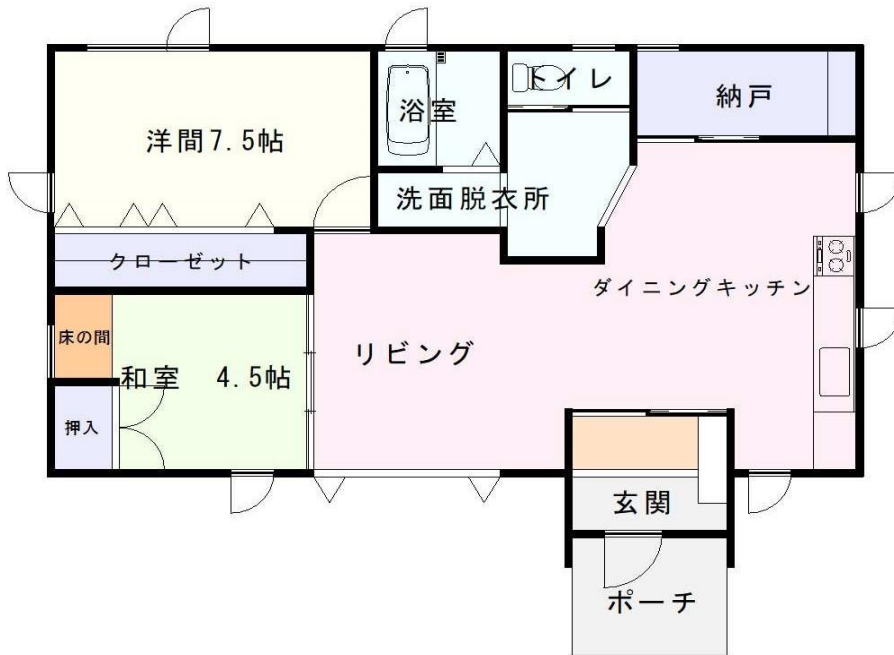 トイレ
浴室
納戸
洋間7.5帖
洗面脱衣所
クローゼット
ダイニングキッチン
床の間
リビング
和室 4.5帖
押入
玄関
ポーチ